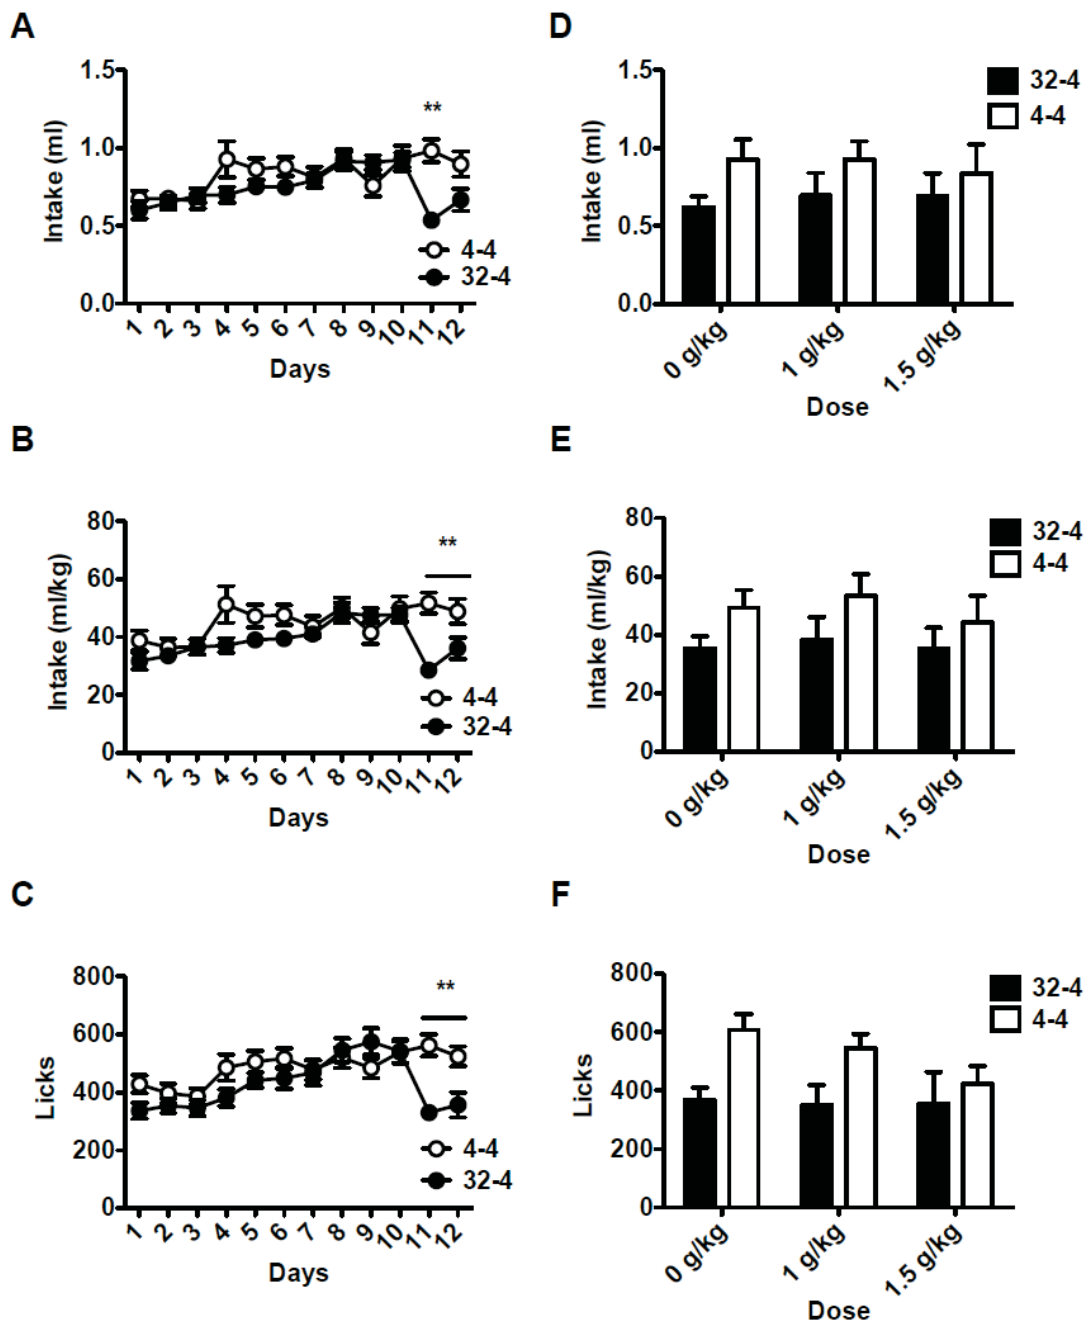 A
1.5
1.0
0.5
0.0
Intake (ml)
**
4-4
32-4
1 2 3 4 5 6 7 8 9 10 11 12
Days
D
1.5
1.0
0.5
0.0
Intake (ml)
32-4
4-4
0 g/kg 1 g/kg 1.5 g/kg
Dose
B
80
60
40
20
0
Intake (ml/kg)
**
4-4
32-4
1 2 3 4 5 6 7 8 9 10 11 12
Days
E
80
60
40
20
0
Intake (ml/kg)
32-4
4-4
0 g/kg 1 g/kg 1.5 g/kg
Dose
C
800
600
400
200
0
Licks
**
4-4
32-4
1 2 3 4 5 6 7 8 9 10 11 12
Days
F
800
600
400
200
0
Licks
32-4
4-4
0 g/kg 1 g/kg 1.5 g/kg
Dose